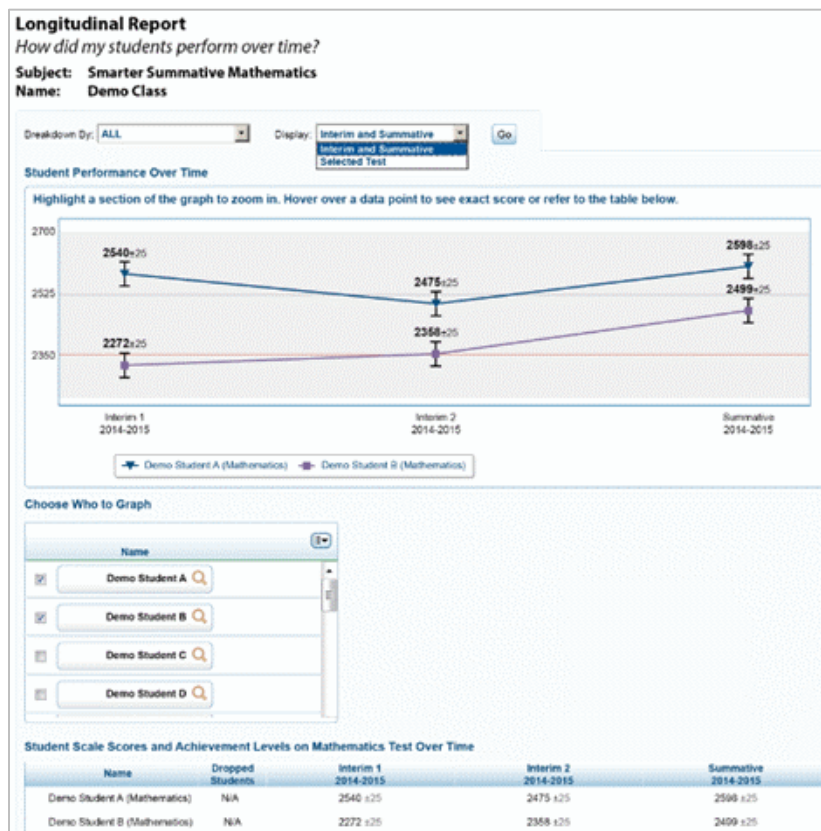 Longitudinal Report
How did my students perform over time?
Subject: Smarter Summative Mathematics
Name: Demo Class
Breakdown By: ALL Display: Interim and Summative Go
Interim and Summative
Selected Test
Student Performance Over Time
Highlight a section of the graph to zoom in. Hover over a data point to see exact score or refer to the table below.
2700
2598±25
2540±25
2475±25
2525
2499±25
2358±25
2272±25
2350
Interim 1 Interim 2 Summative
2014-2015 2014-2015 2014-2015
Demo Student A (Mathematics) Demo Student B (Mathematics)
Choose Who to Graph
Name
Demo Student A
Demo Student B
Demo Student C
Demo Student D
Student Scale Scores and Achievement Levels on Mathematics Test Over Time
Name Dropped Students Interim 1 2014-2015 Interim 2 2014-2015 Summative 2014-2015
Demo Student A (Mathematics) N/A 2540 ±25 2475 ±25 2598 ±25
Demo Student B (Mathematics) N/A 2272 ±25 2358 ±25 2499 ±25